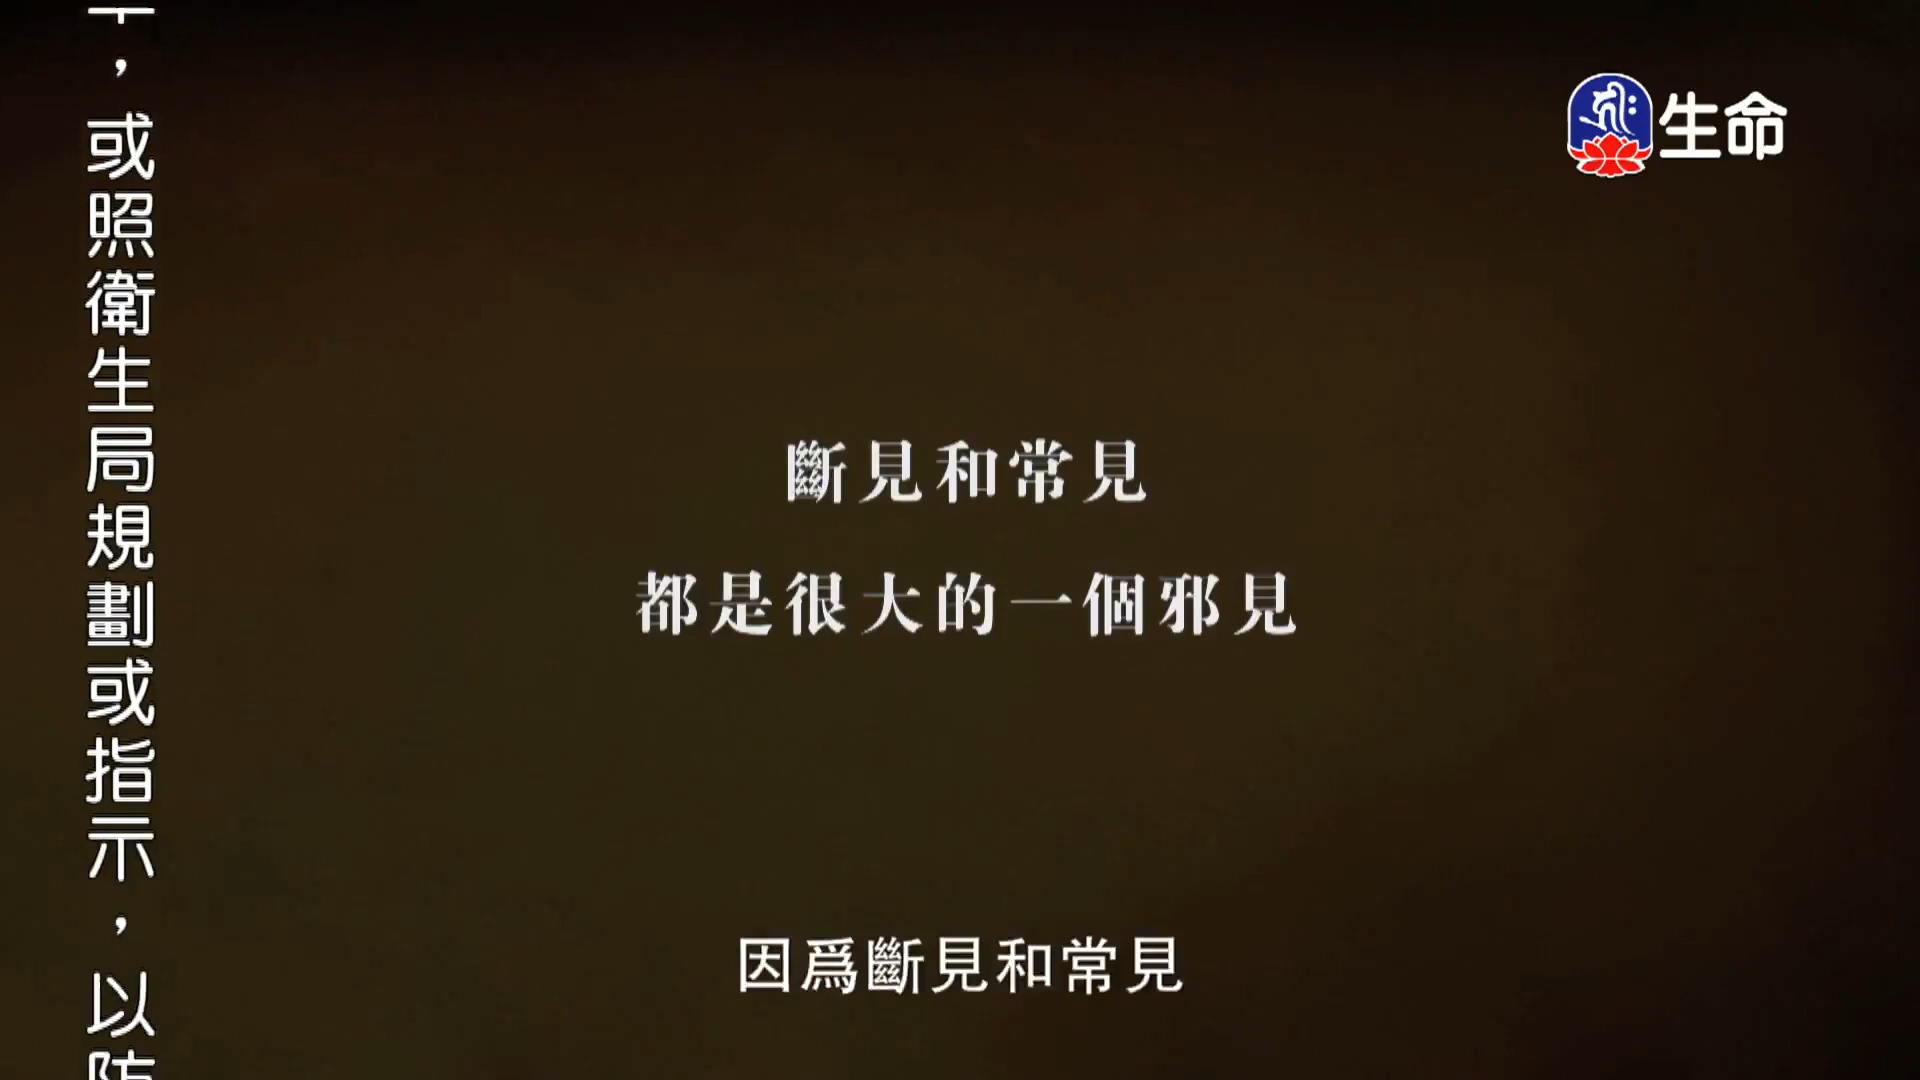 ，或照衛生局規劃或指示，以防
生命
斷見和常見
都是很大的一個邪見
因爲斷見和常見